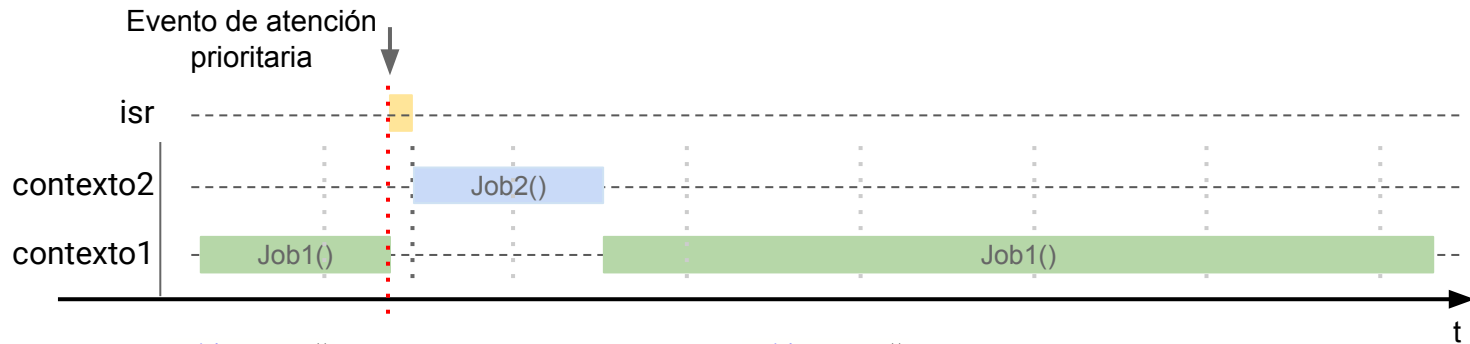 Evento de atención
prioritaria
isr
contexto2
Job2()
contexto1
Job1()
Job1()
t